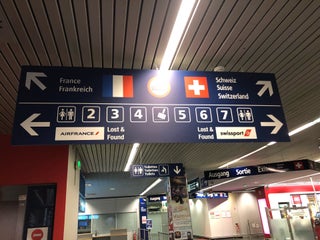 France
Frankreich
Schweiz
Suisse
Switzerland
2 3 4 5 6 7
AIRFRANCE
Lost &
Found
Lost &
Found
swissport
Ausgang Sortie